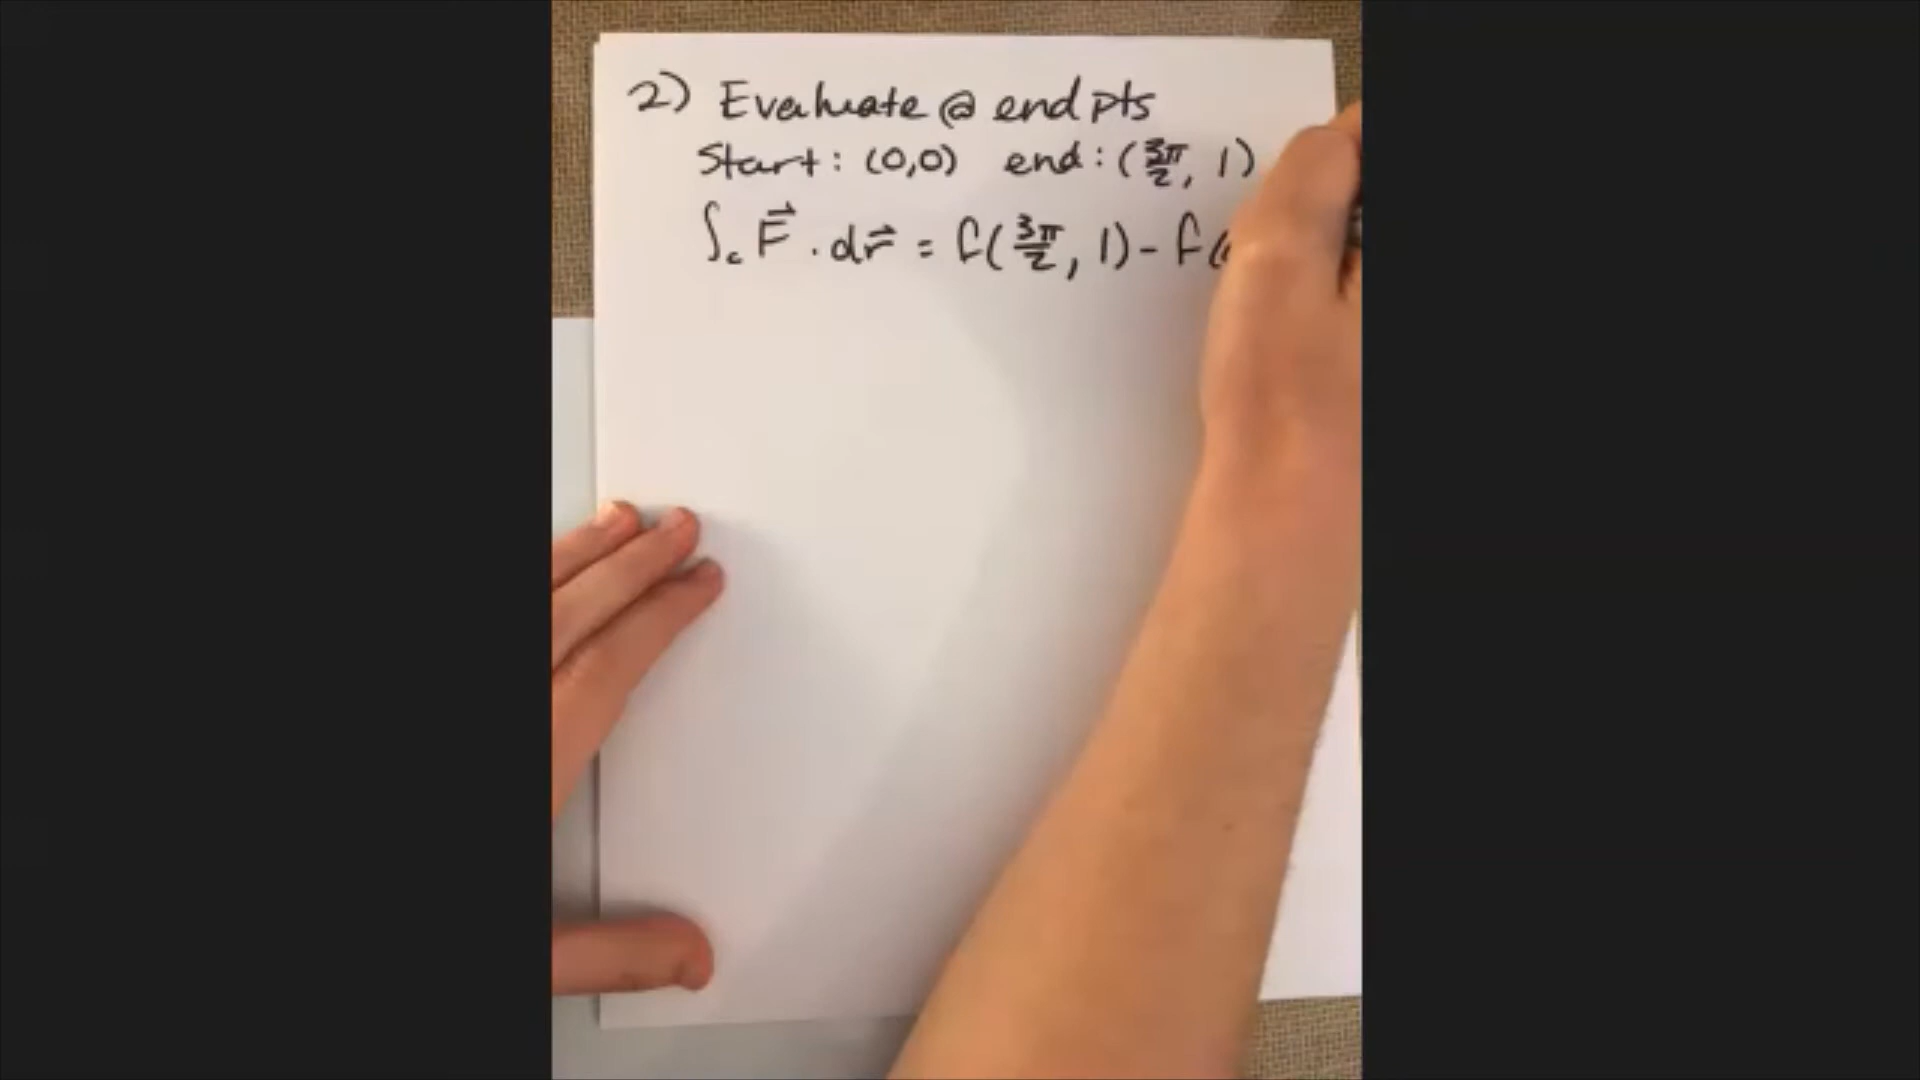 2) Evaluate @ end pts
Start: (0,0) end: (3π/2, 1)
∫c F⃗ · dr⃗ = f(3π/2, 1) - f(